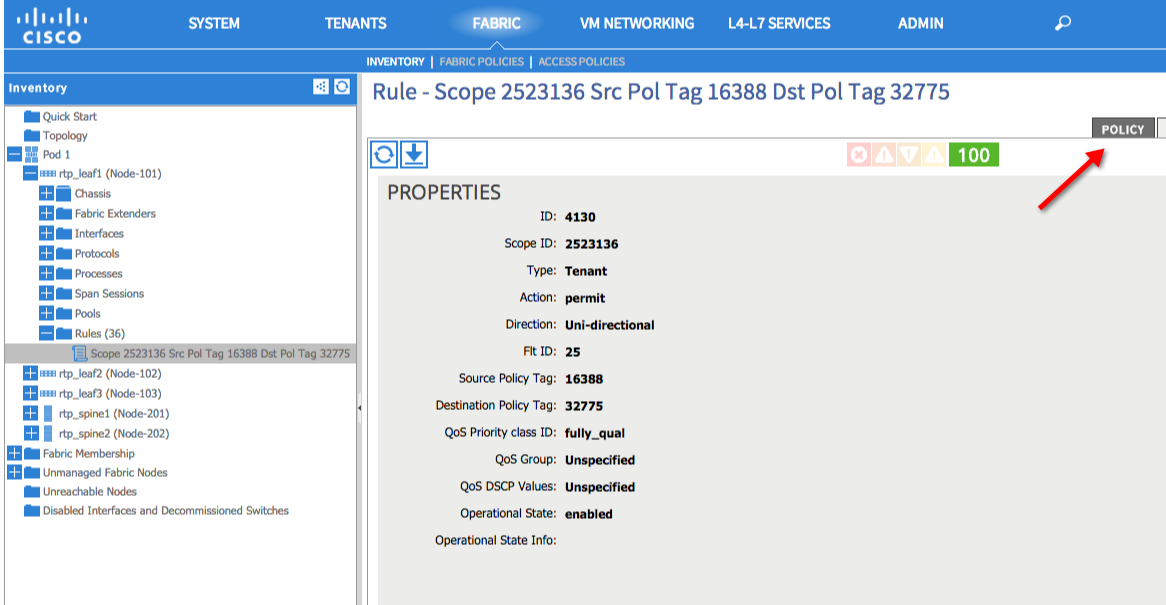 CISCO
SYSTEM TENANTS FABRIC VM NETWORKING L4-L7 SERVICES ADMIN
INVENTORY | FABRIC POLICIES | ACCESS POLICIES
Inventory
Quick Start
Topology
Pod 1
rtp_leaf1 (Node-101)
Chassis
Fabric Extenders
Interfaces
Protocols
Processes
Span Sessions
Pools
Rules (36)
Scope 2523136 Src Pol Tag 16388 Dst Pol Tag 32775
rtp_leaf2 (Node-102)
rtp_leaf3 (Node-103)
rtp_spine1 (Node-201)
rtp_spine2 (Node-202)
Fabric Membership
Unmanaged Fabric Nodes
Unreachable Nodes
Disabled Interfaces and Decommissioned Switches
Rule - Scope 2523136 Src Pol Tag 16388 Dst Pol Tag 32775
POLICY
100
PROPERTIES
ID: 4130
Scope ID: 2523136
Type: Tenant
Action: permit
Direction: Uni-directional
Flt ID: 25
Source Policy Tag: 16388
Destination Policy Tag: 32775
QoS Priority class ID: fully_qual
QoS Group: Unspecified
QoS DSCP Values: Unspecified
Operational State: enabled
Operational State Info: